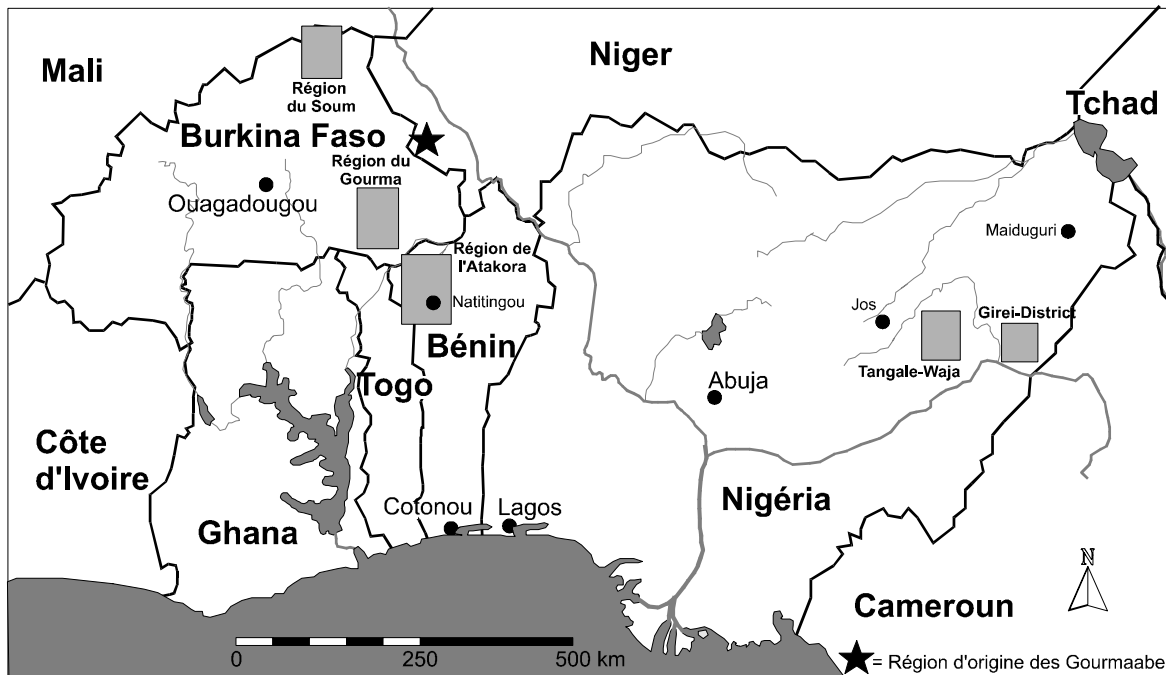 Mali
Niger
Tchad
Région
du Soum
Burkina Faso
Région du
Gourma
Ouagadougou
Région de
l'Atakora
Natitingou
Maiduguri
Jos
Girei-District
Tangale-Waja
Bénin
Togo
Abuja
Côte
d'Ivoire
Ghana
Cotonou
Lagos
Nigéria
N
Cameroun
0 250 500 km
= Région d'origine des Gourmaabe